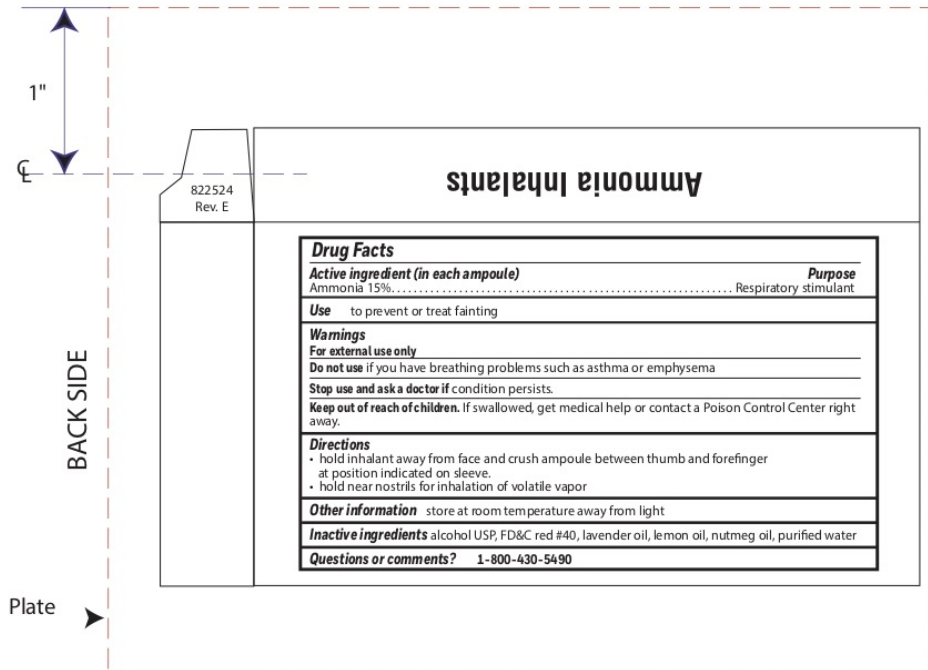 1"
℄
822524
Rev. E
Ammonia Inhalants
Drug Facts
Active ingredient (in each ampoule) Purpose
Ammonia 15%............................................................. Respiratory stimulant
Use to prevent or treat fainting
Warnings
For external use only
Do not use if you have breathing problems such as asthma or emphysema
Stop use and ask a doctor if condition persists.
Keep out of reach of children. If swallowed, get medical help or contact a Poison Control Center right
away.
Directions
• hold inhalant away from face and crush ampoule between thumb and forefinger
at position indicated on sleeve.
• hold near nostrils for inhalation of volatile vapor
Other information store at room temperature away from light
Inactive ingredients alcohol USP, FD&C red #40, lavender oil, lemon oil, nutmeg oil, purified water
Questions or comments? 1-800-430-5490
BACK SIDE
Plate